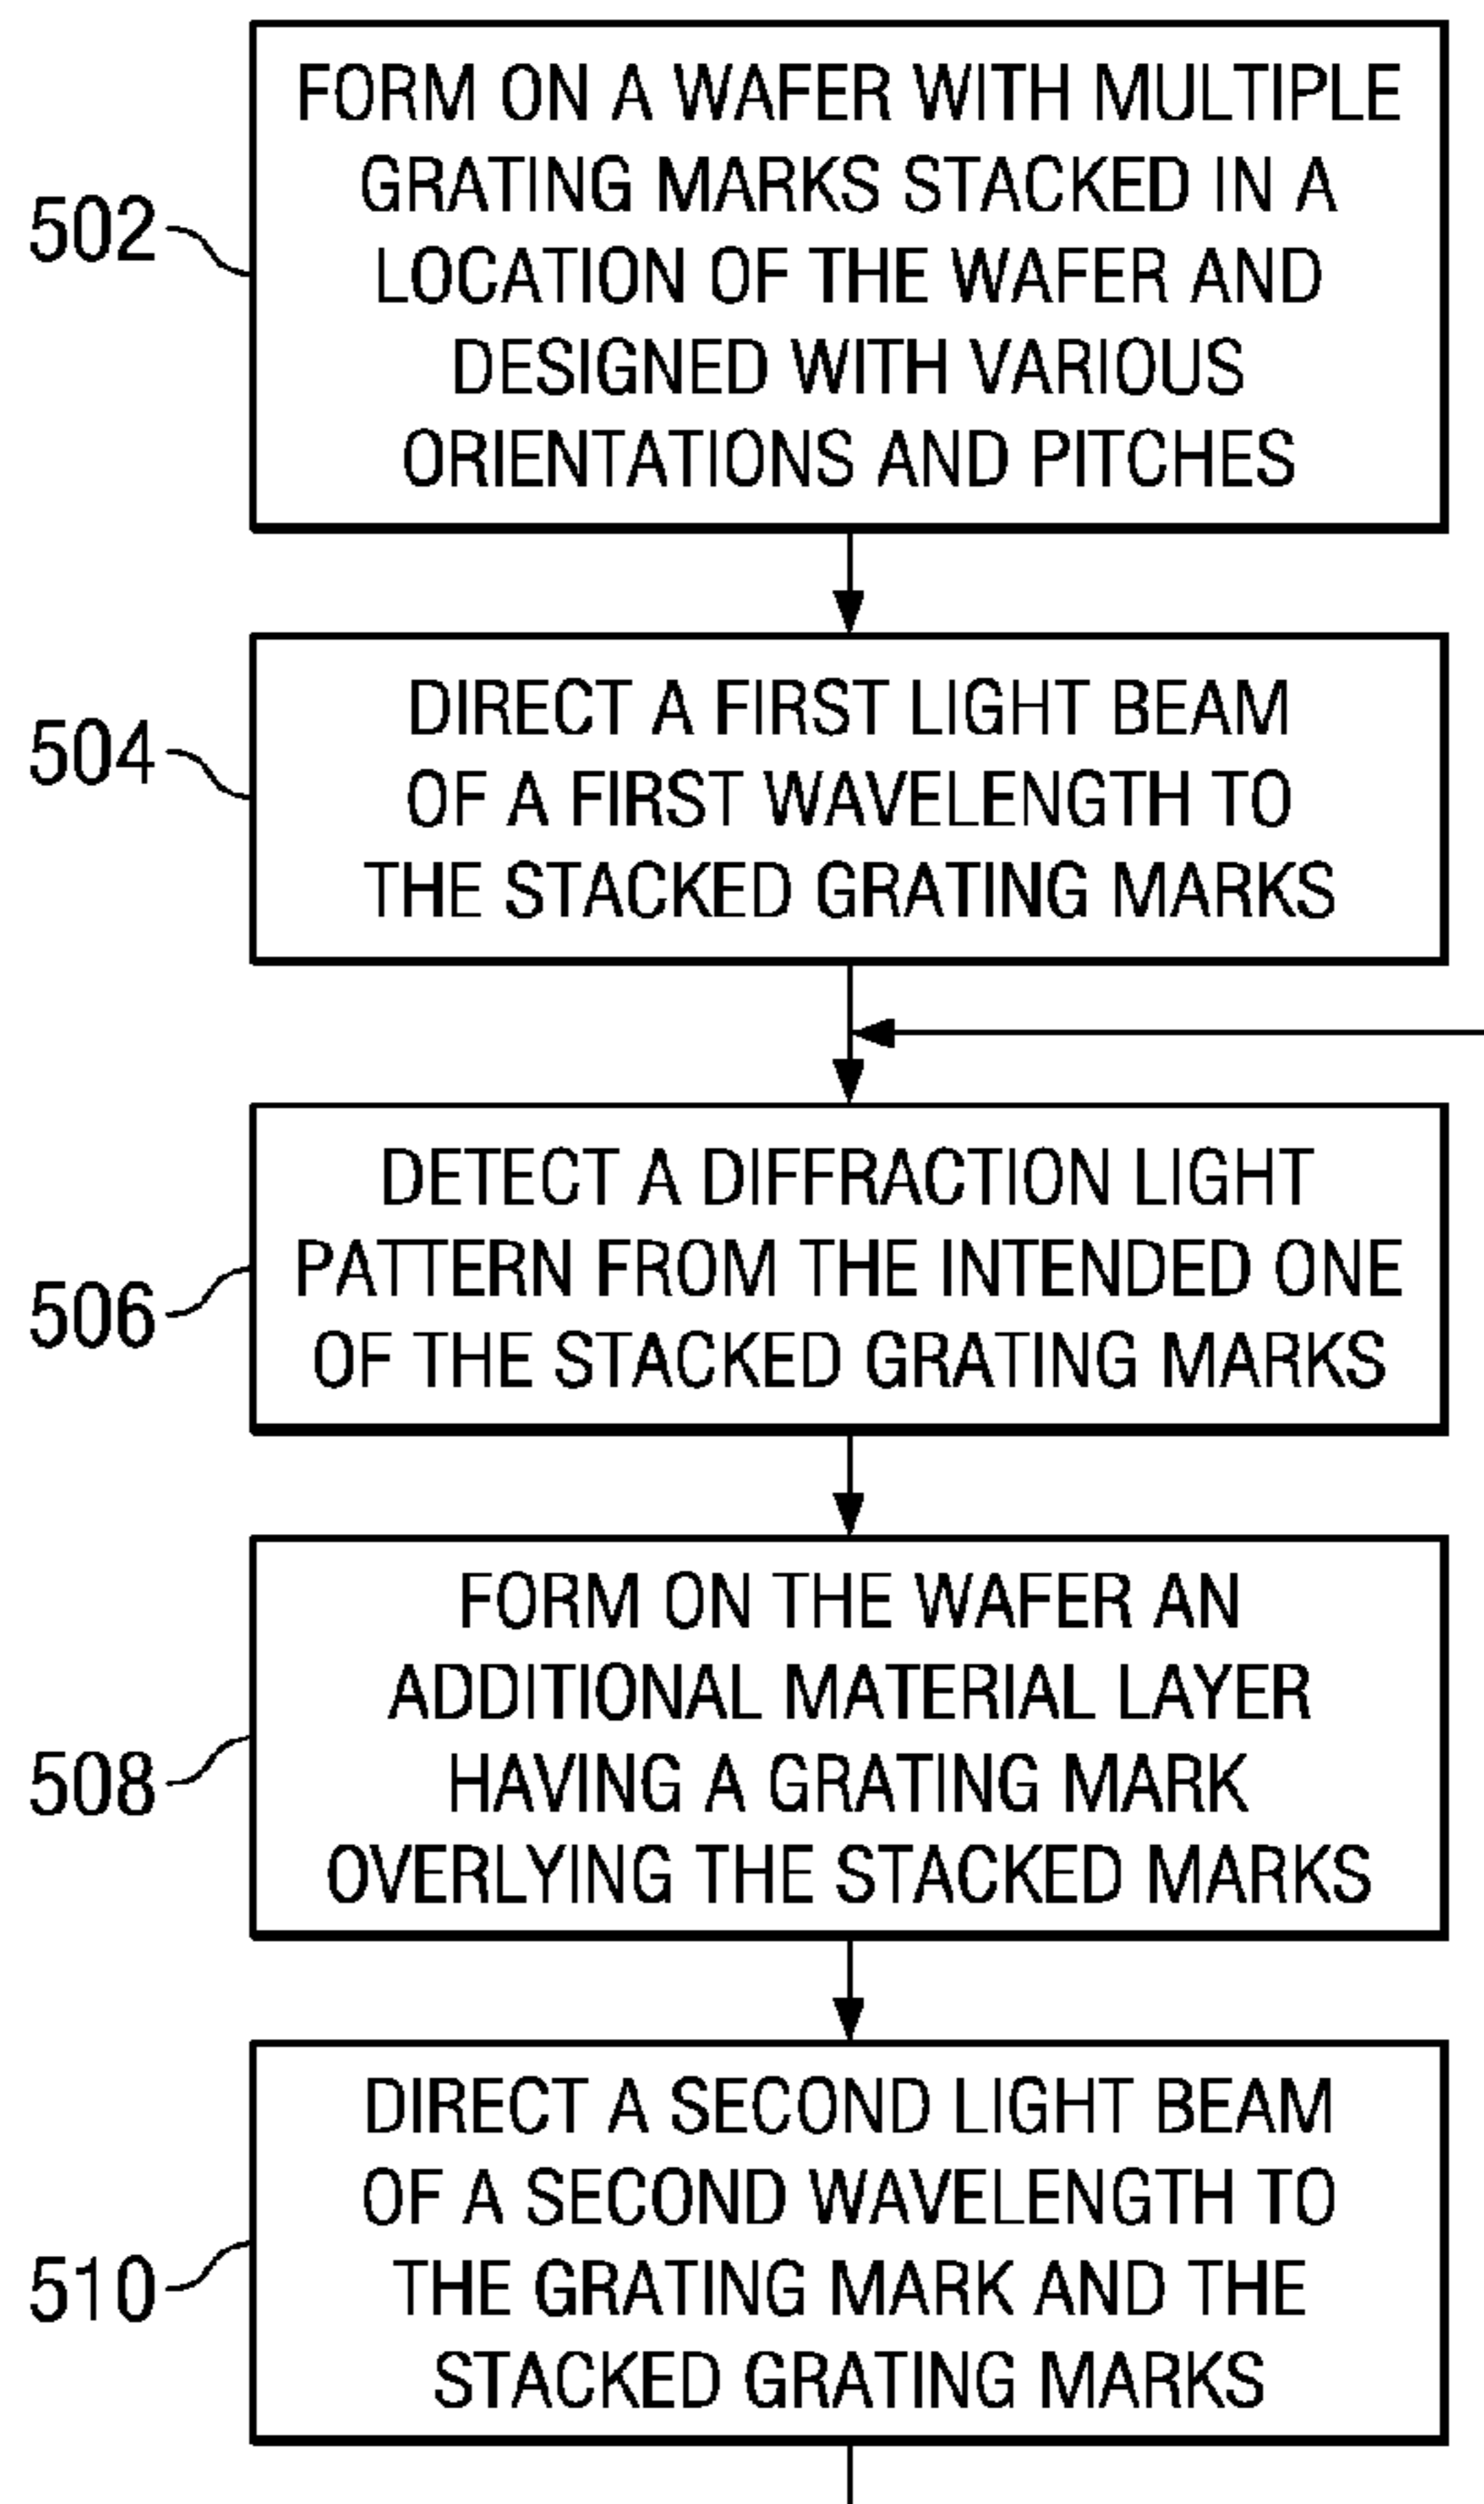 FORM ON A WAFER WITH MULTIPLE
GRATING MARKS STACKED IN A
502
LOCATION OF THE WAFER AND
DESIGNED WITH VARIOUS
ORIENTATIONS AND PITCHES
DIRECT A FIRST LIGHT BEAM
504
OF A FIRST WAVELENGTH TO
THE STACKED GRATING MARKS
DETECT A DIFFRACTION LIGHT
PATTERN FROM THE INTENDED ONE
506
OF THE STACKED GRATING MARKS
FORM ON THE WAFER AN
ADDITIONAL MATERIAL LAYER
508
HAVING A GRATING MARK
OVERLYING THE STACKED MARKS
DIRECT A SECOND LIGHT BEAM
OF A SECOND WAVELENGTH TO
510
THE GRATING MARK AND THE
STACKED GRATING MARKS